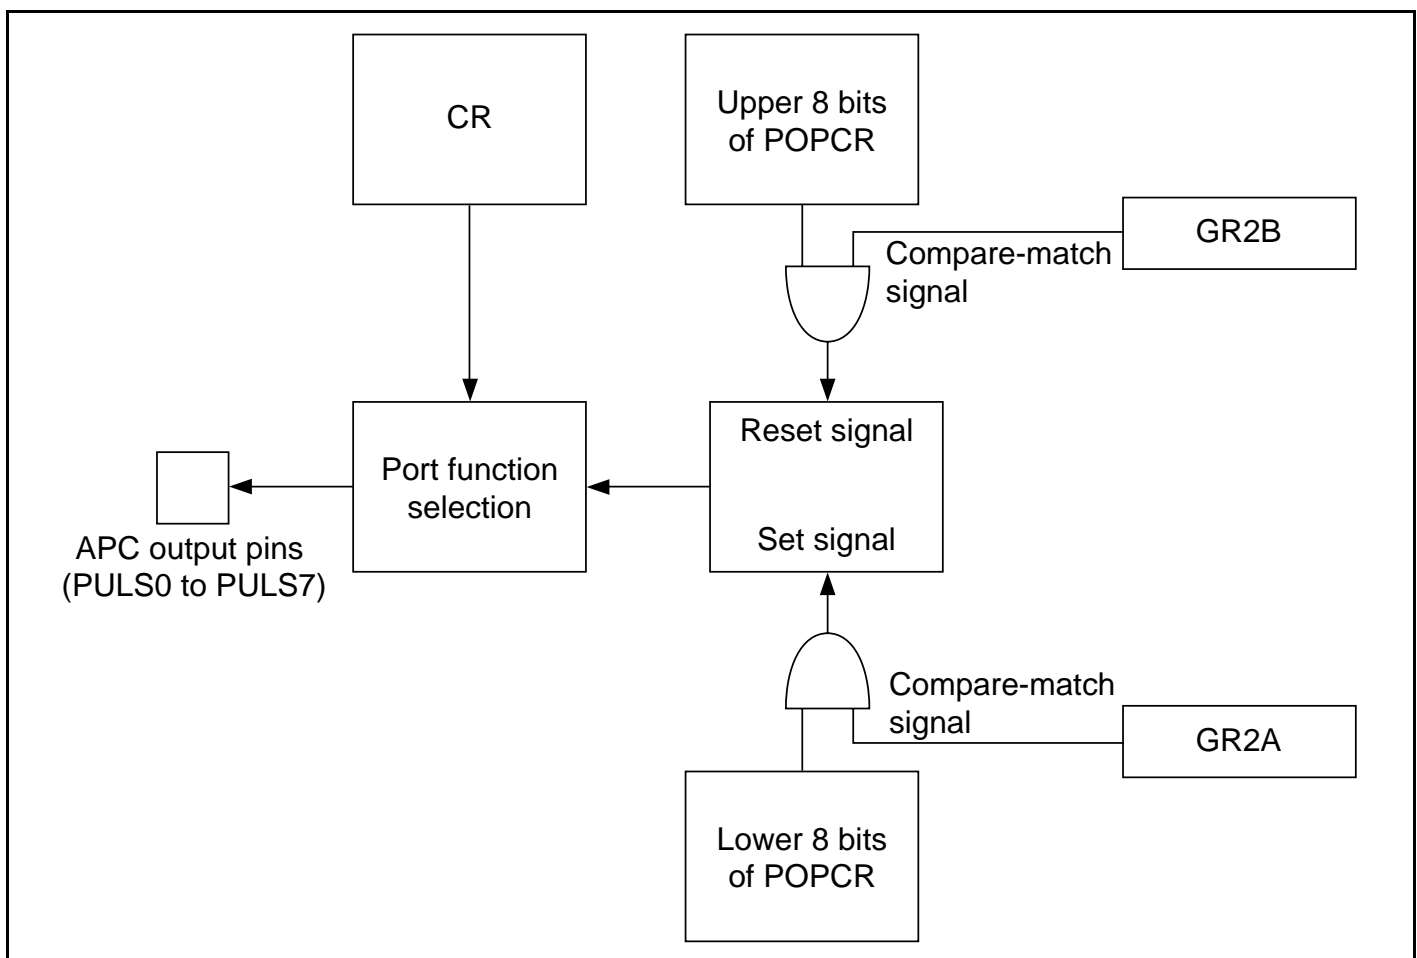 CR
Upper 8 bits
of POPCR
GR2B
Compare-match
signal
Reset signal
Port function
selection
Set signal
APC output pins
(PULS0 to PULS7)
Compare-match
signal
GR2A
Lower 8 bits
of POPCR